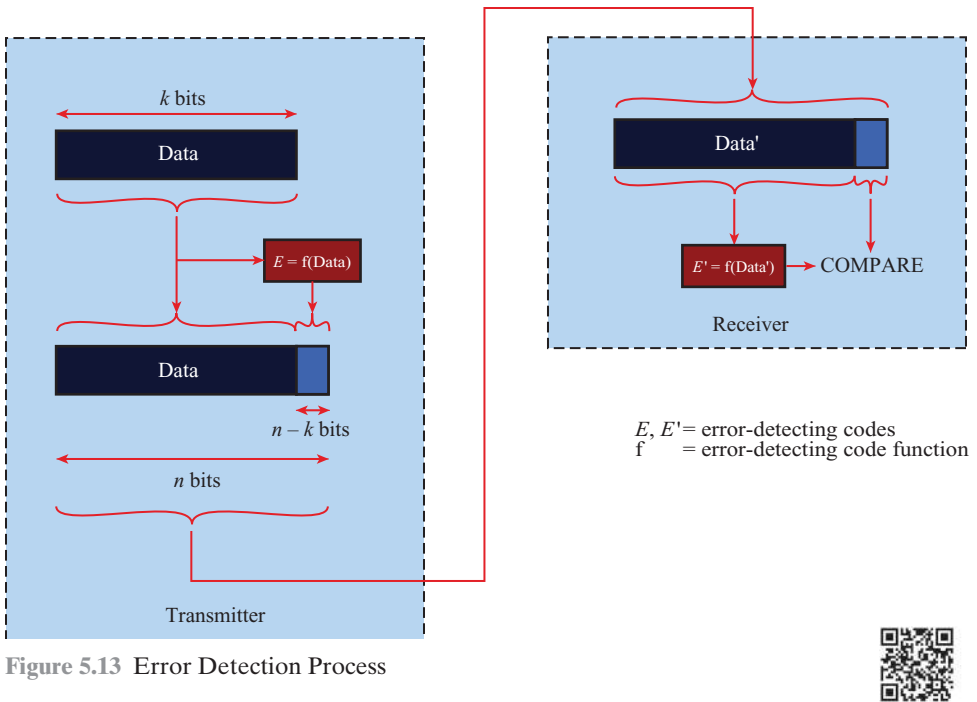 k bits
Data
E = f(Data)
Data
n – k bits
n bits
Transmitter
Data'
E' = f(Data')
COMPARE
Receiver
E, E' = error-detecting codes
f = error-detecting code function
Figure 5.13 Error Detection Process